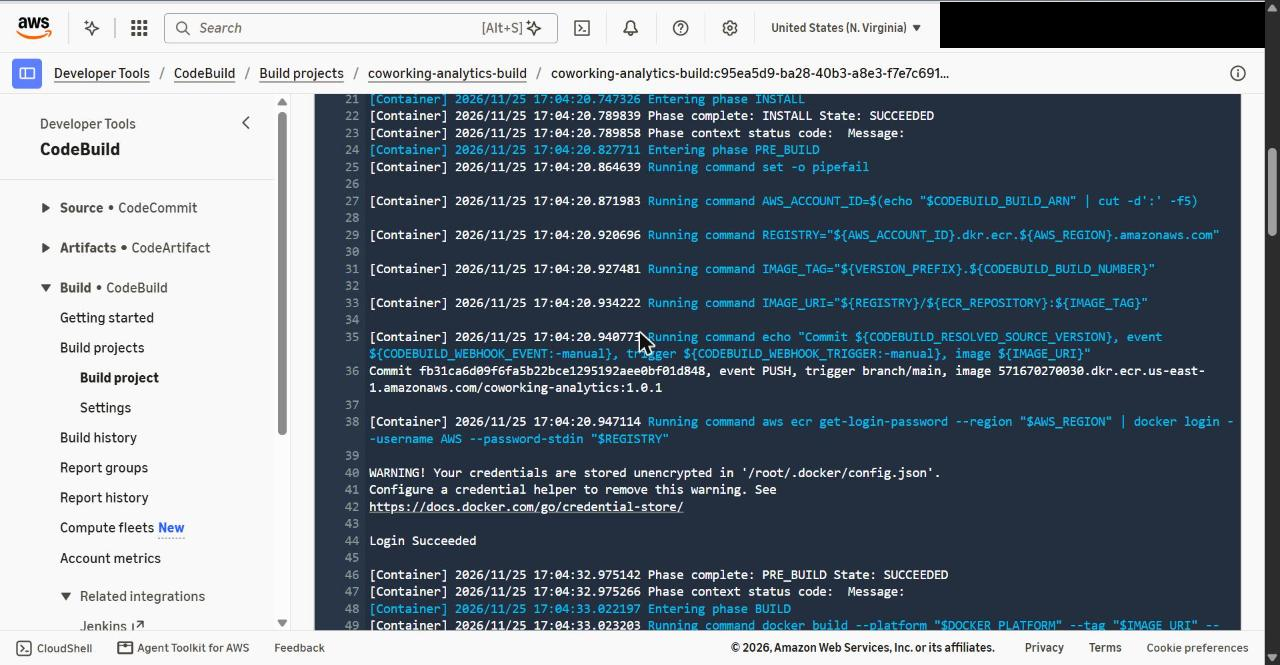 aws
Search [Alt+S]
United States (N. Virginia)
Developer Tools / CodeBuild / Build projects / coworking-analytics-build / coworking-analytics-build:c95ea5d9-ba28-40b3-a8e3-f7e7c691...
Developer Tools
CodeBuild
Source • CodeCommit
Artifacts • CodeArtifact
Build • CodeBuild
Getting started
Build projects
Build project
Settings
Build history
Report groups
Report history
Compute fleets New
Account metrics
Related integrations
Jenkins
21 [Container] 2026/11/25 17:04:20.747326 Entering phase INSTALL
22 [Container] 2026/11/25 17:04:20.789839 Phase complete: INSTALL State: SUCCEEDED
23 [Container] 2026/11/25 17:04:20.789858 Phase context status code:  Message:
24 [Container] 2026/11/25 17:04:20.827711 Entering phase PRE_BUILD
25 [Container] 2026/11/25 17:04:20.864639 Running command set -o pipefail
26
27 [Container] 2026/11/25 17:04:20.871983 Running command AWS_ACCOUNT_ID=$(echo "$CODEBUILD_BUILD_ARN" | cut -d':' -f5)
28
29 [Container] 2026/11/25 17:04:20.920696 Running command REGISTRY="${AWS_ACCOUNT_ID}.dkr.ecr.${AWS_REGION}.amazonaws.com"
30
31 [Container] 2026/11/25 17:04:20.927481 Running command IMAGE_TAG="${VERSION_PREFIX}.${CODEBUILD_BUILD_NUMBER}"
32
33 [Container] 2026/11/25 17:04:20.934222 Running command IMAGE_URI="${REGISTRY}/${ECR_REPOSITORY}:${IMAGE_TAG}"
34
35 [Container] 2026/11/25 17:04:20.940773 Running command echo "Commit ${CODEBUILD_RESOLVED_SOURCE_VERSION}, event
${CODEBUILD_WEBHOOK_EVENT:-manual}, trigger ${CODEBUILD_WEBHOOK_TRIGGER:-manual}, image ${IMAGE_URI}"
36 Commit fb31ca6d09f6fa5b22bce1295192aee0bf01d848, event PUSH, trigger branch/main, image 571670270030.dkr.ecr.us-east-
1.amazonaws.com/coworking-analytics:1.0.1
37
38 [Container] 2026/11/25 17:04:20.947114 Running command aws ecr get-login-password --region "$AWS_REGION" | docker login -
-username AWS --password-stdin "$REGISTRY"
39
40 WARNING! Your credentials are stored unencrypted in '/root/.docker/config.json'.
41 Configure a credential helper to remove this warning. See
42 https://docs.docker.com/go/credential-store/
43
44 Login Succeeded
45
46 [Container] 2026/11/25 17:04:32.975142 Phase complete: PRE_BUILD State: SUCCEEDED
47 [Container] 2026/11/25 17:04:32.975266 Phase context status code:  Message:
48 [Container] 2026/11/25 17:04:33.022197 Entering phase BUILD
49 [Container] 2026/11/25 17:04:33.023203 Running command docker build --platform "$DOCKER_PLATFORM" --tag "$IMAGE_URI" --
CloudShell Agent Toolkit for AWS Feedback © 2026, Amazon Web Services, Inc. or its affiliates. Privacy Terms Cookie preferences